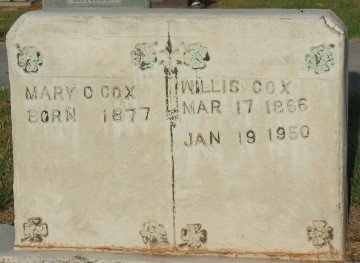 MARY C COX
BORN 1877
WILLIS COX
MAR 17 1866
JAN 19 1950